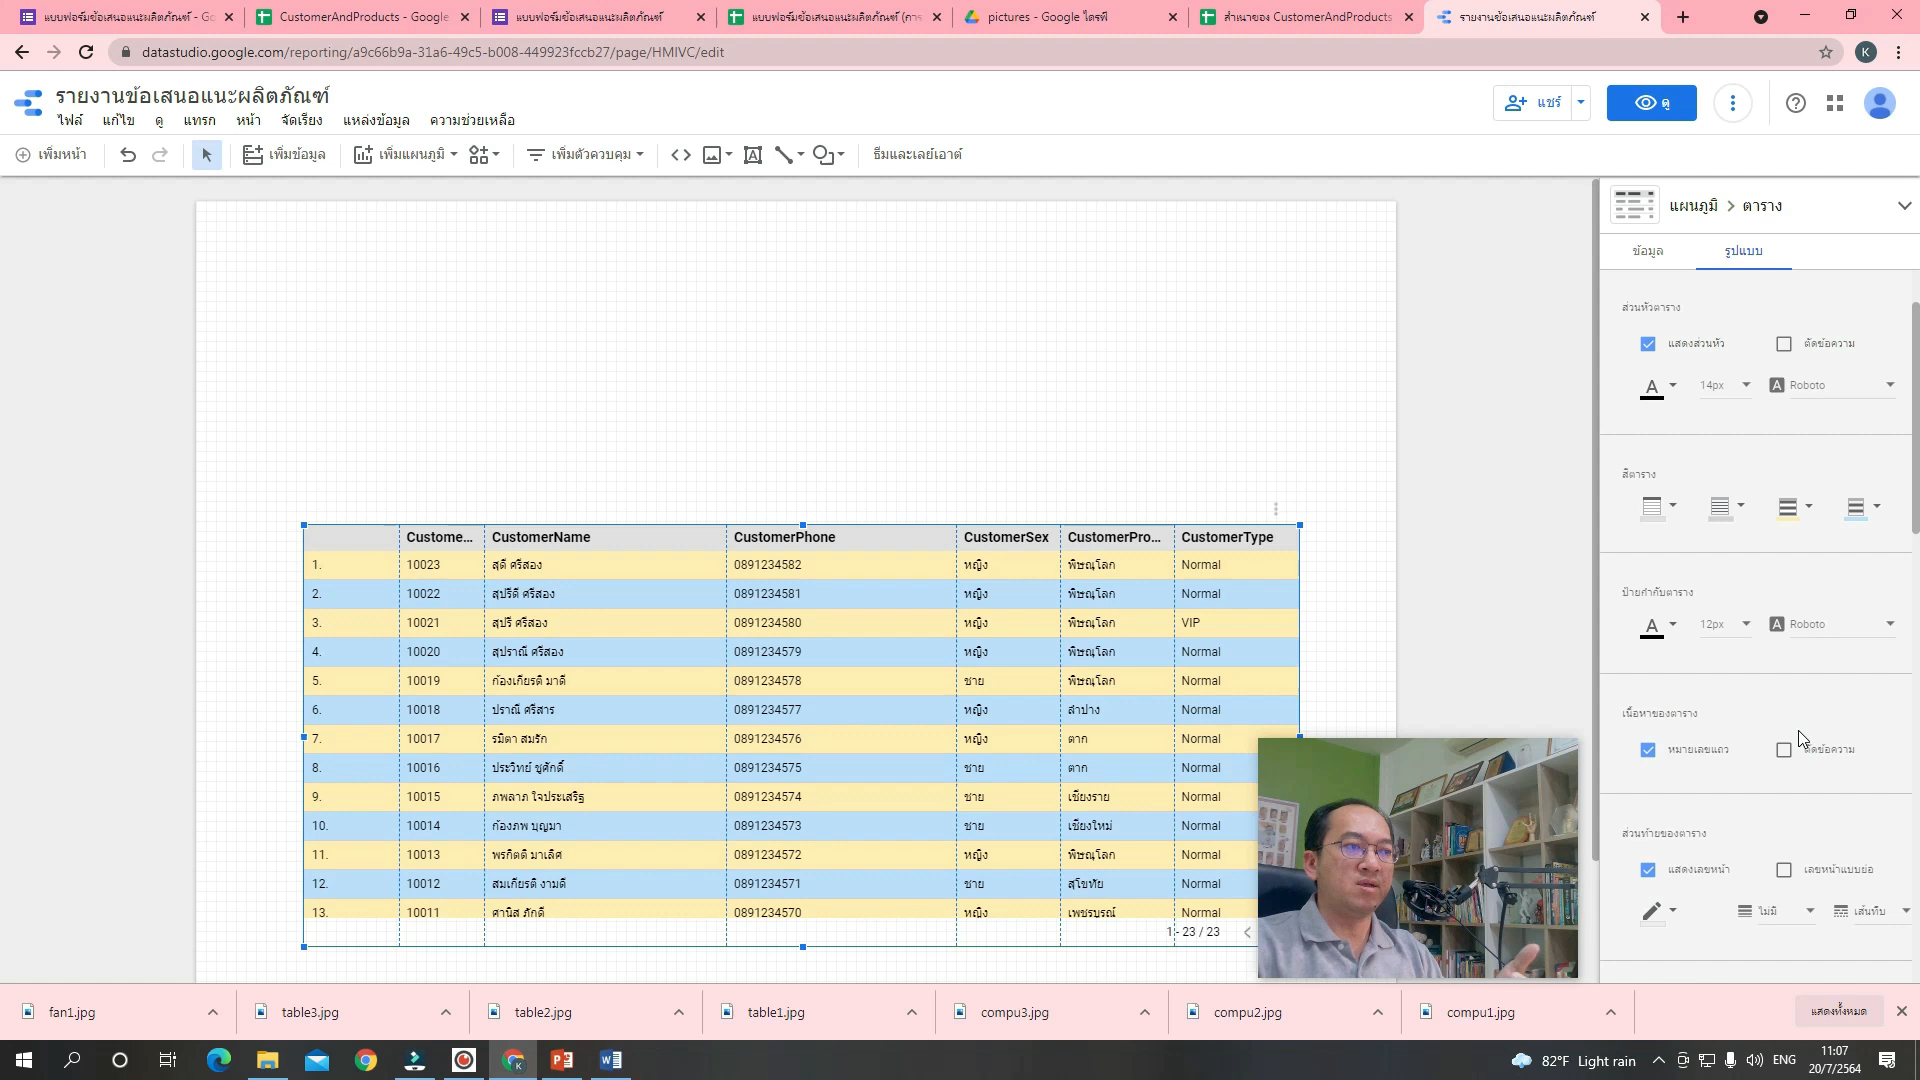 แบบฟอร์มข้อเสนอแนะผลิตภัณฑ์ - Go
CustomerAndProducts - Google
แบบฟอร์มข้อเสนอแนะผลิตภัณฑ์
แบบฟอร์มข้อเสนอแนะผลิตภัณฑ์ (กา
pictures - Google ไดรฟ์
สำเนาของ CustomerAndProducts
รายงานข้อเสนอแนะผลิตภัณฑ์
datastudio.google.com/reporting/a9c66b9a-31a6-49c5-b008-449923fccb27/page/HMIVC/edit
K
รายงานข้อเสนอแนะผลิตภัณฑ์
ไฟล์ แก้ไข ดู แทรก หน้า จัดเรียง แหล่งข้อมูล ความช่วยเหลือ
แชร์
ดู
เพิ่มหน้า เพิ่มข้อมูล เพิ่มแผนภูมิ เพิ่มตัวควบคุม ธีมและเลย์เอาต์
แผนภูมิ > ตาราง
ข้อมูล รูปแบบ
ส่วนหัวตาราง
แสดงส่วนหัว ตัดข้อความ
14px Roboto
สีตาราง
ป้ายกำกับตาราง
12px Roboto
เนื้อหาของตาราง
หมายเลขแถว ตัดข้อความ
ส่วนท้ายของตาราง
แสดงเลขหน้า เลขหน้าแบบย่อ
ไม่มี เส้นทึบ
Custome... CustomerName CustomerPhone CustomerSex CustomerPro... CustomerType
1. 10023 สุดี ศรีสอง 0891234582 หญิง พิษณุโลก Normal
2. 10022 สุปรีดี ศรีสอง 0891234581 หญิง พิษณุโลก Normal
3. 10021 สุปรี ศรีสอง 0891234580 หญิง พิษณุโลก VIP
4. 10020 สุปราณี ศรีสอง 0891234579 หญิง พิษณุโลก Normal
5. 10019 ก้องเกียรติ มาดี 0891234578 ชาย พิษณุโลก Normal
6. 10018 ปราณี ศรีสาร 0891234577 หญิง ลำปาง Normal
7. 10017 รมิตา สมรัก 0891234576 หญิง ตาก Normal
8. 10016 ประวิทย์ ชูศักดิ์ 0891234575 ชาย ตาก Normal
9. 10015 ภพลาภ ใจประเสริฐ 0891234574 ชาย เชียงราย Normal
10. 10014 ก้องภพ บุญมา 0891234573 ชาย เชียงใหม่ Normal
11. 10013 พรกิตติ มาเลิศ 0891234572 หญิง พิษณุโลก Normal
12. 10012 สมเกียรติ งามดี 0891234571 ชาย สุโขทัย Normal
13. 10011 ศานิส ภักดี 0891234570 หญิง เพชรบูรณ์ Normal
1 - 23 / 23
fan1.jpg
table3.jpg
table2.jpg
table1.jpg
compu3.jpg
compu2.jpg
compu1.jpg
แสดงทั้งหมด
82°F Light rain
ENG
11:07
20/7/2564